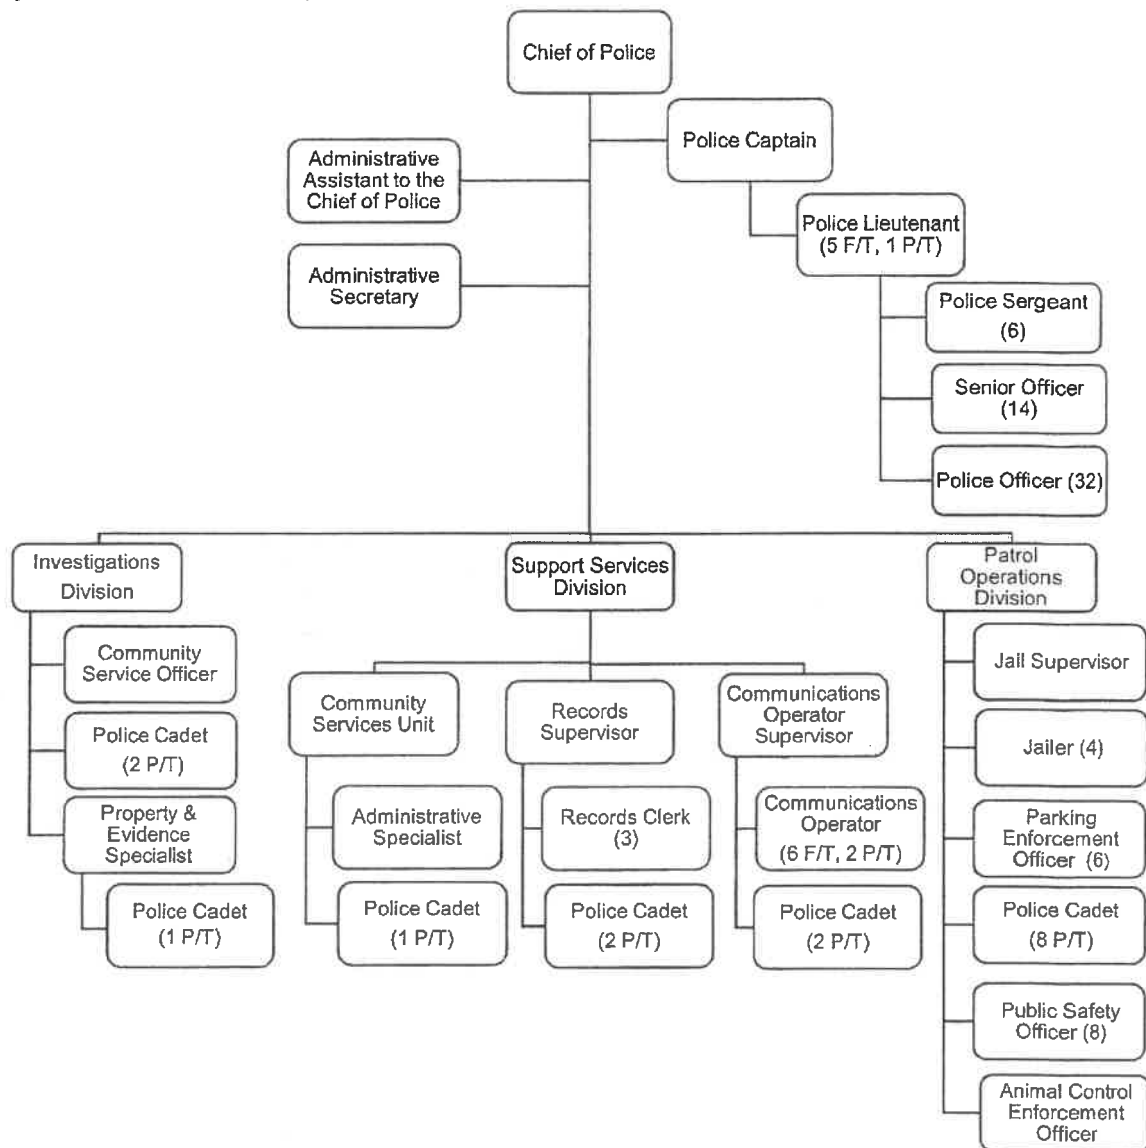 Chief of Police
Police Captain
Administrative
Assistant to the
Chief of Police
Police Lieutenant
(5 F/T, 1 P/T)
Administrative
Secretary
Police Sergeant
(6)
Senior Officer
(14)
Police Officer (32)
Investigations
Division
Community
Service Officer
Police Cadet
(2 P/T)
Property &
Evidence
Specialist
Police Cadet
(1 P/T)
Support Services
Division
Community
Services Unit
Administrative
Specialist
Police Cadet
(1 P/T)
Records
Supervisor
Records Clerk
(3)
Police Cadet
(2 P/T)
Communications
Operator
Supervisor
Communications
Operator
(6 F/T, 2 P/T)
Police Cadet
(2 P/T)
Patrol
Operations
Division
Jail Supervisor
Jailer (4)
Parking
Enforcement
Officer (6)
Police Cadet
(8 P/T)
Public Safety
Officer (8)
Animal Control
Enforcement
Officer